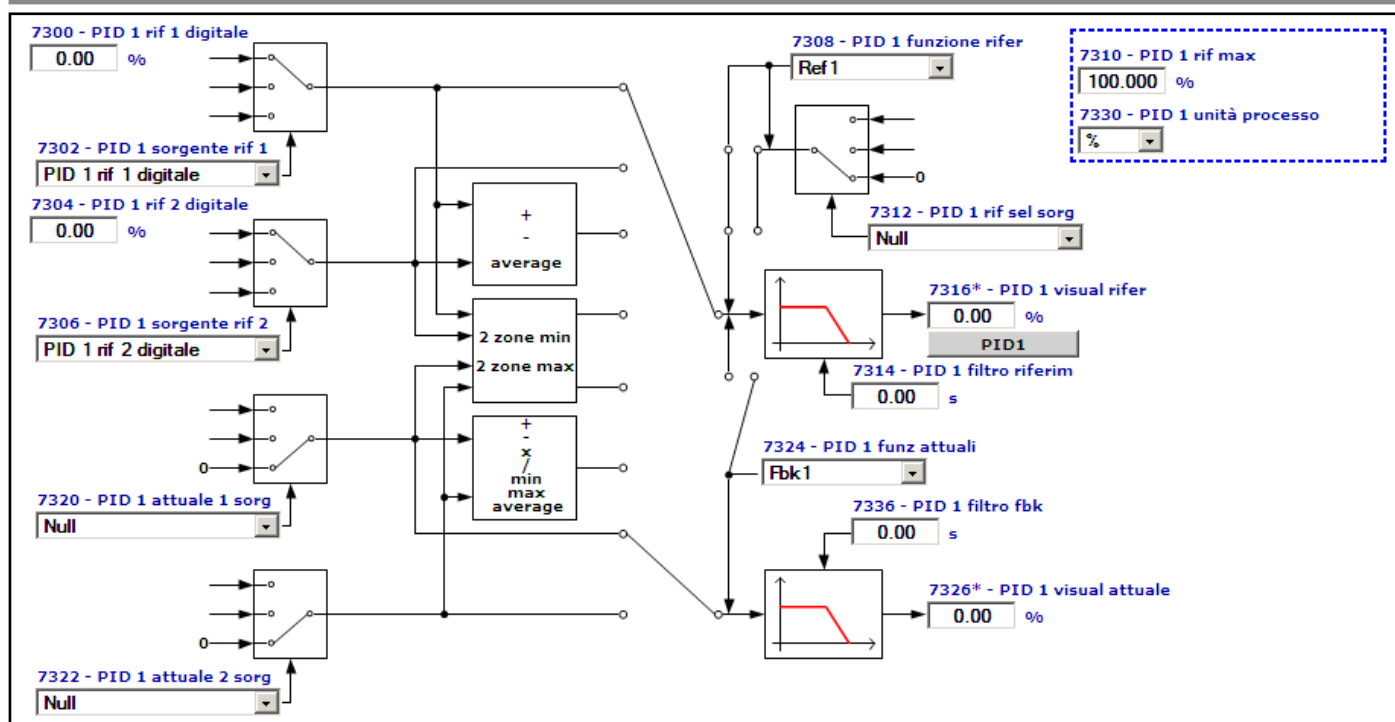 7300 - PID 1 rif 1 digitale
0.00 %
7302 - PID 1 sorgente rif 1
PID 1 rif 1 digitale
7304 - PID 1 rif 2 digitale
0.00 %
7306 - PID 1 sorgente rif 2
PID 1 rif 2 digitale
0
7320 - PID 1 attuale 1 sorg
Null
0
7322 - PID 1 attuale 2 sorg
Null
+
-
average
2 zone min
2 zone max
+
-
x
/
min
max
average
7308 - PID 1 funzione rifer
Ref 1
0
7312 - PID 1 rif sel sorg
Null
7310 - PID 1 rif max
100.000 %
7330 - PID 1 unità processo
%
7316* - PID 1 visual rifer
0.00 %
PID1
7314 - PID 1 filtro riferim
0.00 s
7324 - PID 1 funz attuali
Fbk1
7336 - PID 1 filtro fbk
0.00 s
7326* - PID 1 visual attuale
0.00 %